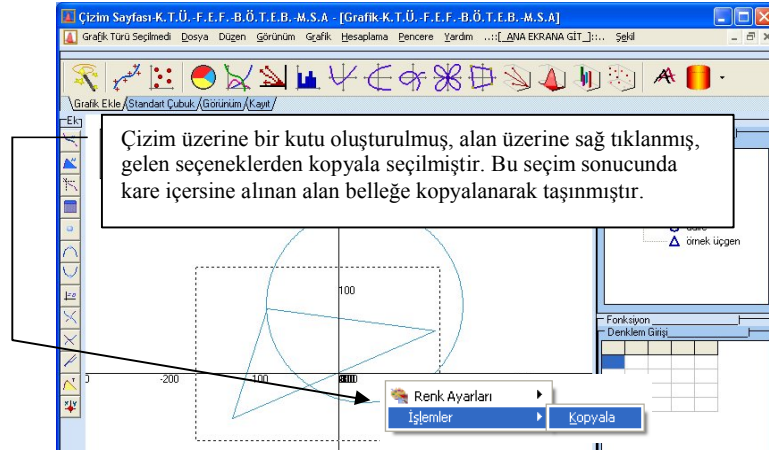 Çizim Sayfası-K.T.Ü.-F.E.F.-B.Ö.T.E.B.-M.S.A - [Grafik-K.T.Ü.-F.E.F.-B.Ö.T.E.B.-M.S.A]
Grafik Türü Seçilmedi Dosya Düzen Görünüm Grafik Hesaplama Pencere Yardım ..::[_ANA EKRANA GİT_]::.. Şekil
Grafik Ekle Standart Çubuk Görünüm Kayıt
Ek
Çizim üzerine bir kutu oluşturulmuş, alan üzerine sağ tıklanmış,
gelen seçeneklerden kopyala seçilmiştir. Bu seçim sonucunda
kare içersine alınan alan belleğe kopyalanarak taşınmıştır.
örnek üçgen
100
Fonksiyon
Denklem Girişi
-200 -100
Renk Ayarları
İşlemler Kopyala